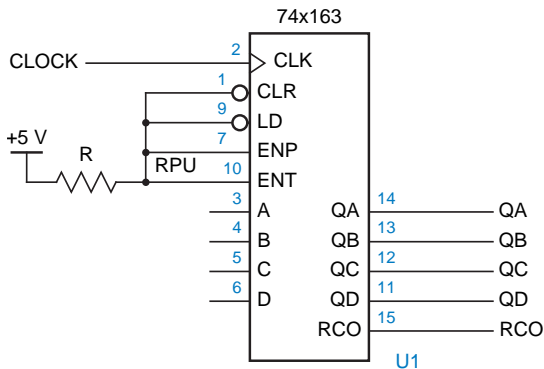 74x163
2
CLOCK
CLK
1
CLR
9
LD
+5 V
7
R
ENP
RPU
10
ENT
3
14
A
QA
QA
4
13
B
QB
QB
5
12
C
QC
QC
6
11
D
QD
QD
15
RCO
RCO
U1